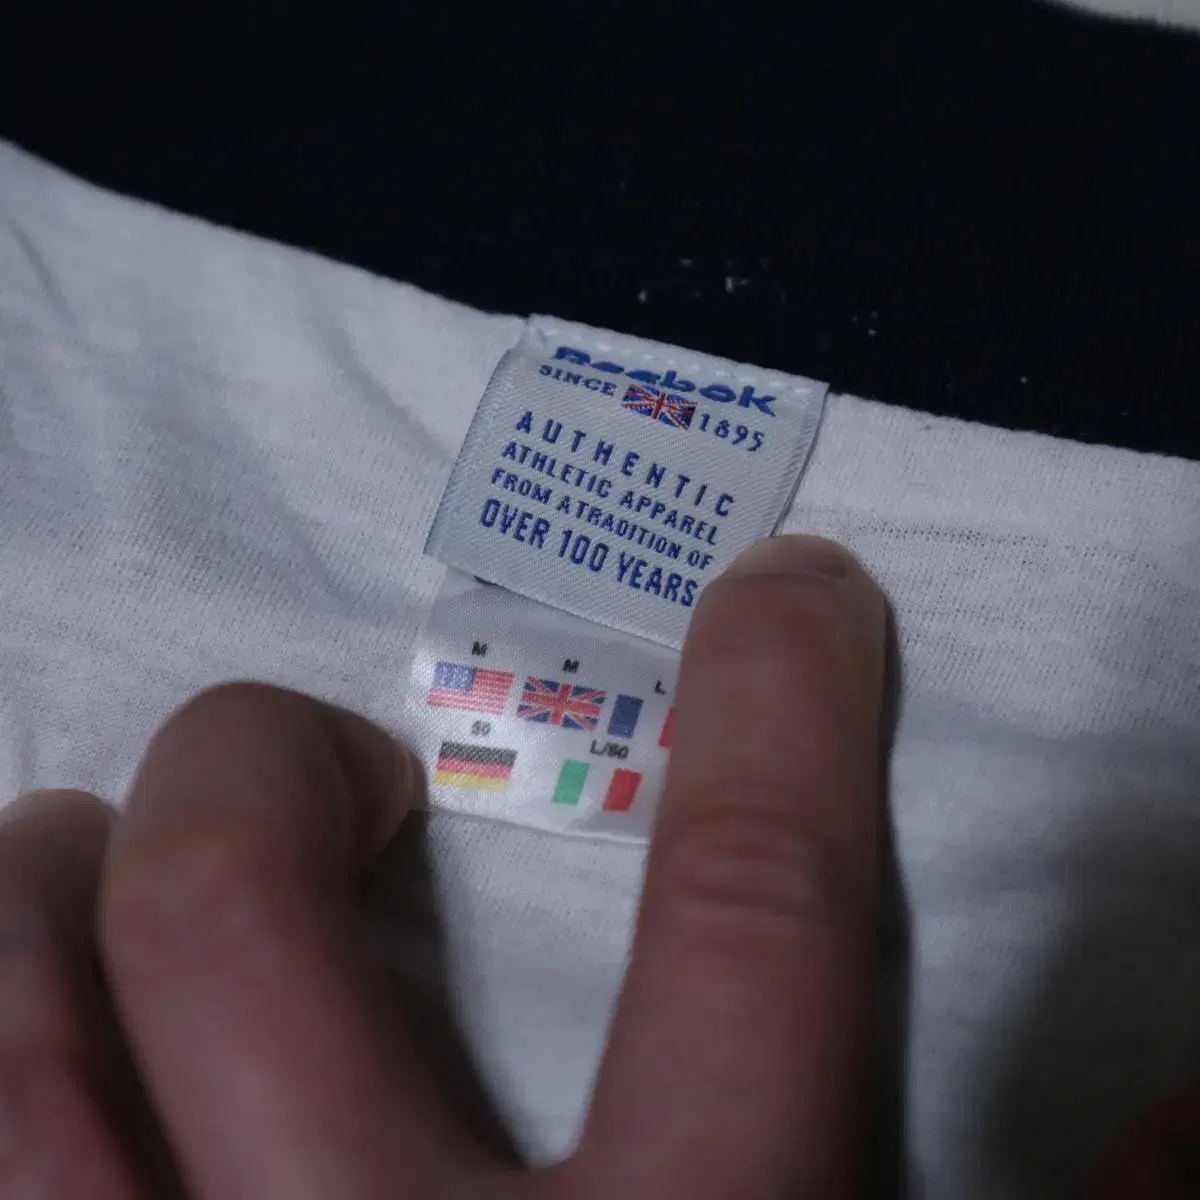 Reebok
SINCE 1895
AUTHENTIC
ATHLETIC APPAREL
FROM A TRADITION OF
OVER 100 YEARS
M M L
50 L/50